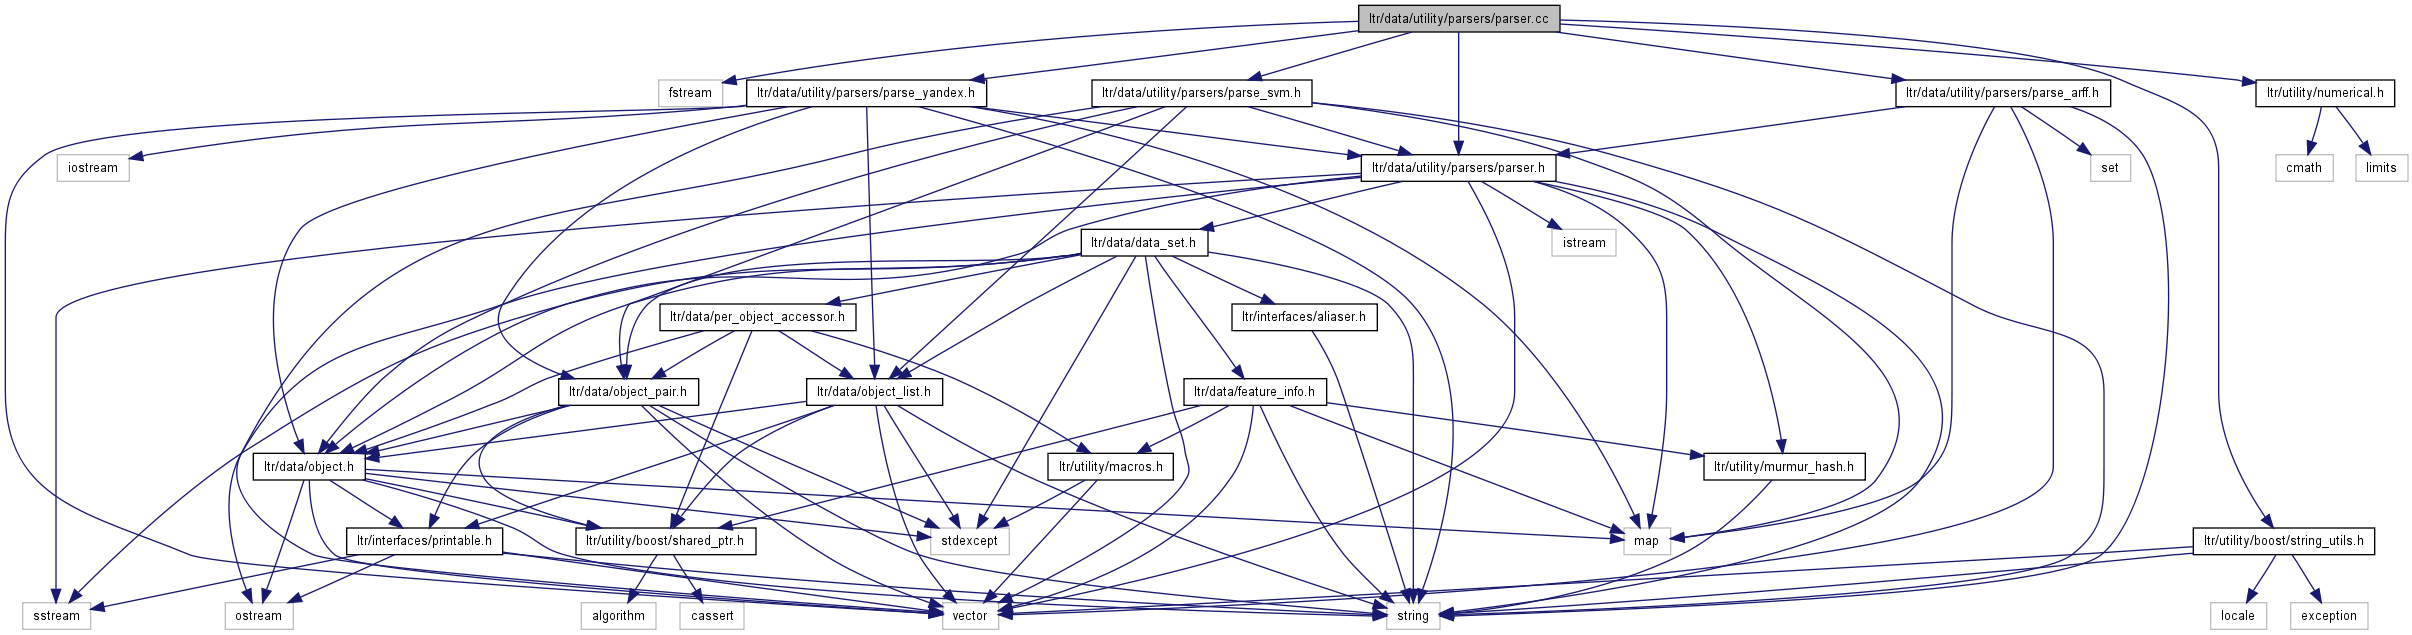 ltr/data/utility/parsers/parser.cc
fstream
ltr/data/utility/parsers/parse_yandex.h
ltr/data/utility/parsers/parse_svm.h
ltr/data/utility/parsers/parse_arff.h
ltr/utility/numerical.h
iostream
ltr/data/utility/parsers/parser.h
set
cmath
limits
ltr/data/data_set.h
istream
ltr/data/per_object_accessor.h
ltr/interfaces/aliaser.h
ltr/data/object_pair.h
ltr/data/object_list.h
ltr/data/feature_info.h
ltr/data/object.h
ltr/utility/macros.h
ltr/utility/murmur_hash.h
ltr/interfaces/printable.h
ltr/utility/boost/shared_ptr.h
stdexcept
map
ltr/utility/boost/string_utils.h
sstream
ostream
algorithm
cassert
vector
string
locale
exception